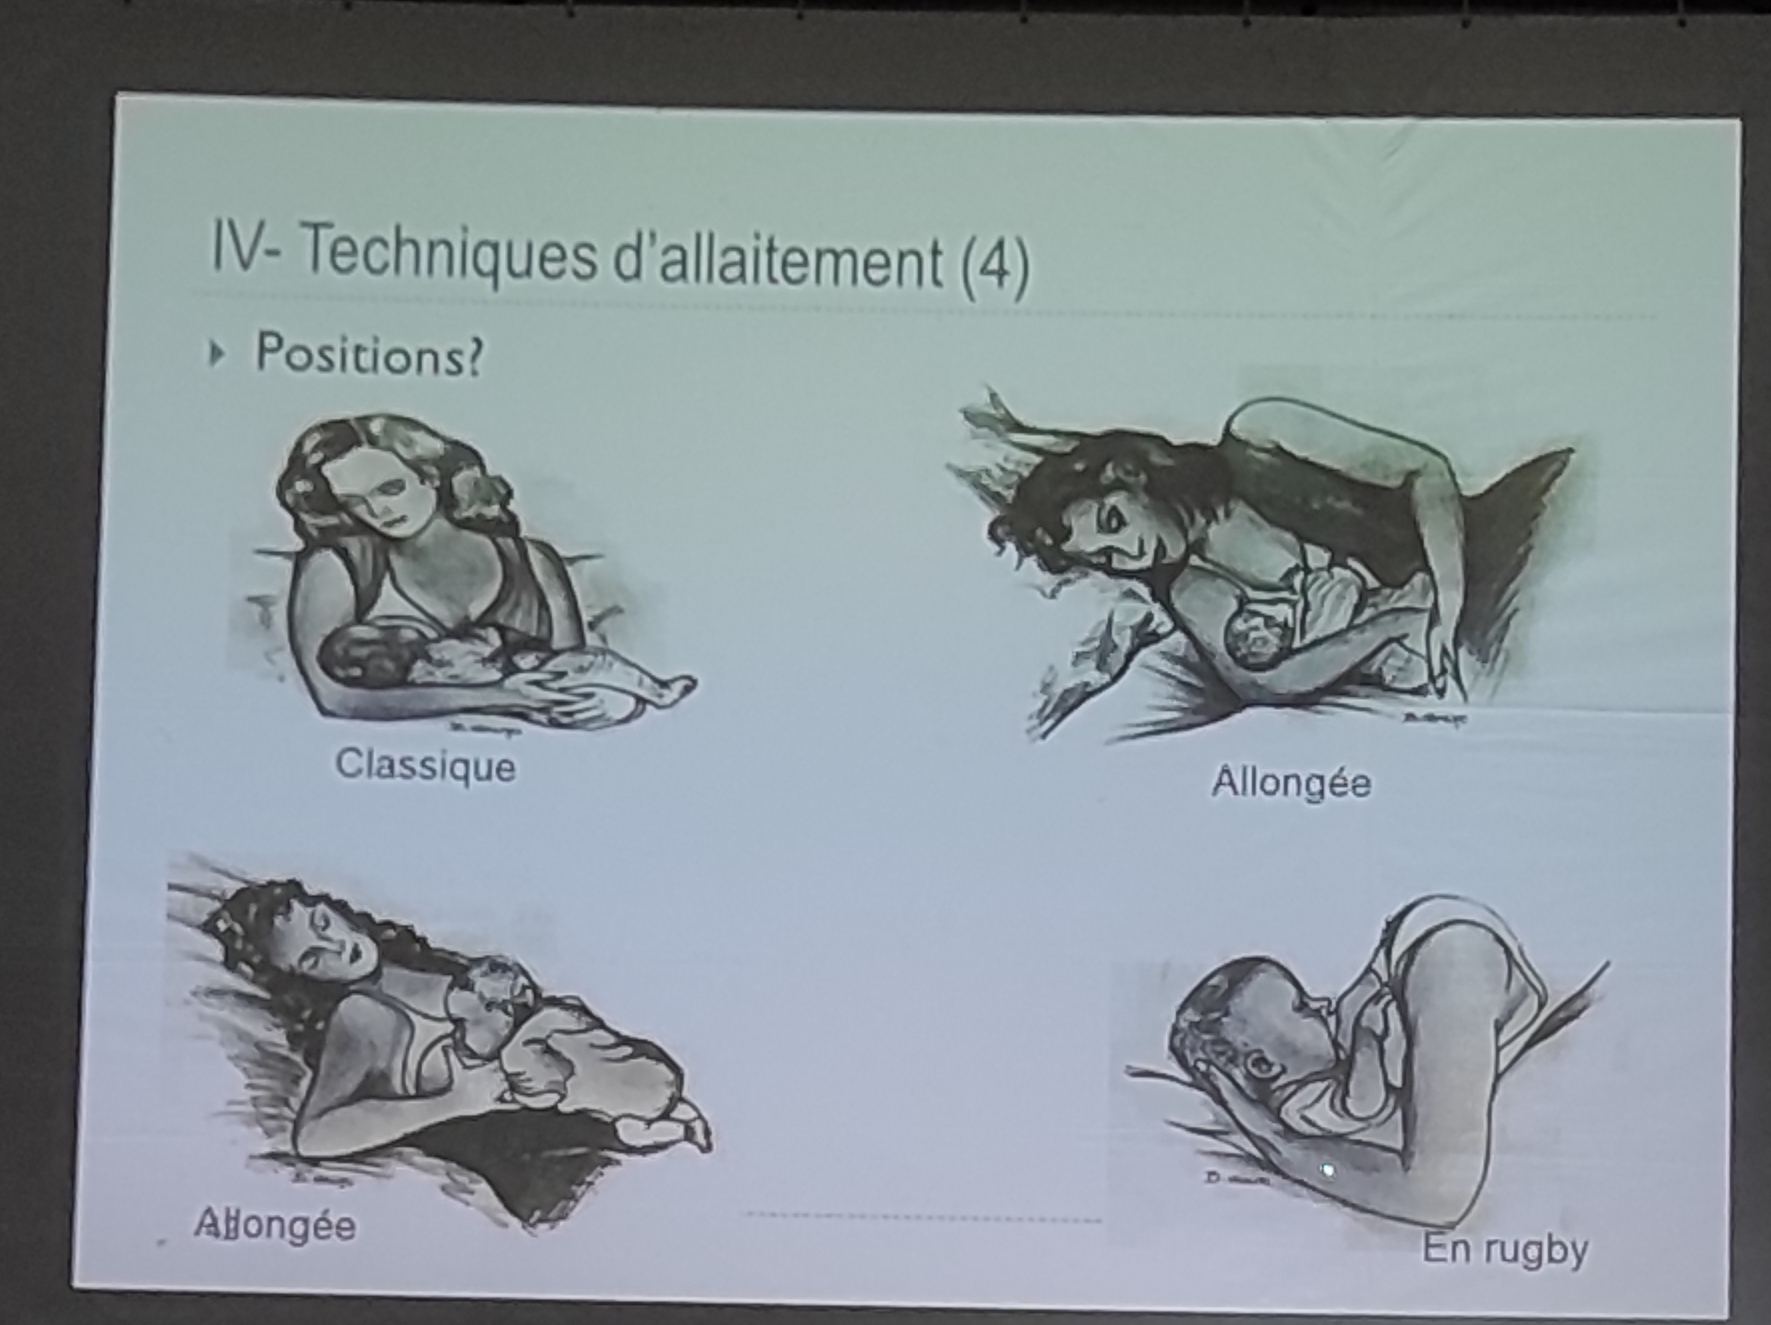 IV- Techniques d'allaitement (4)
Positions?
Classique
Allongée
Allongée
En rugby